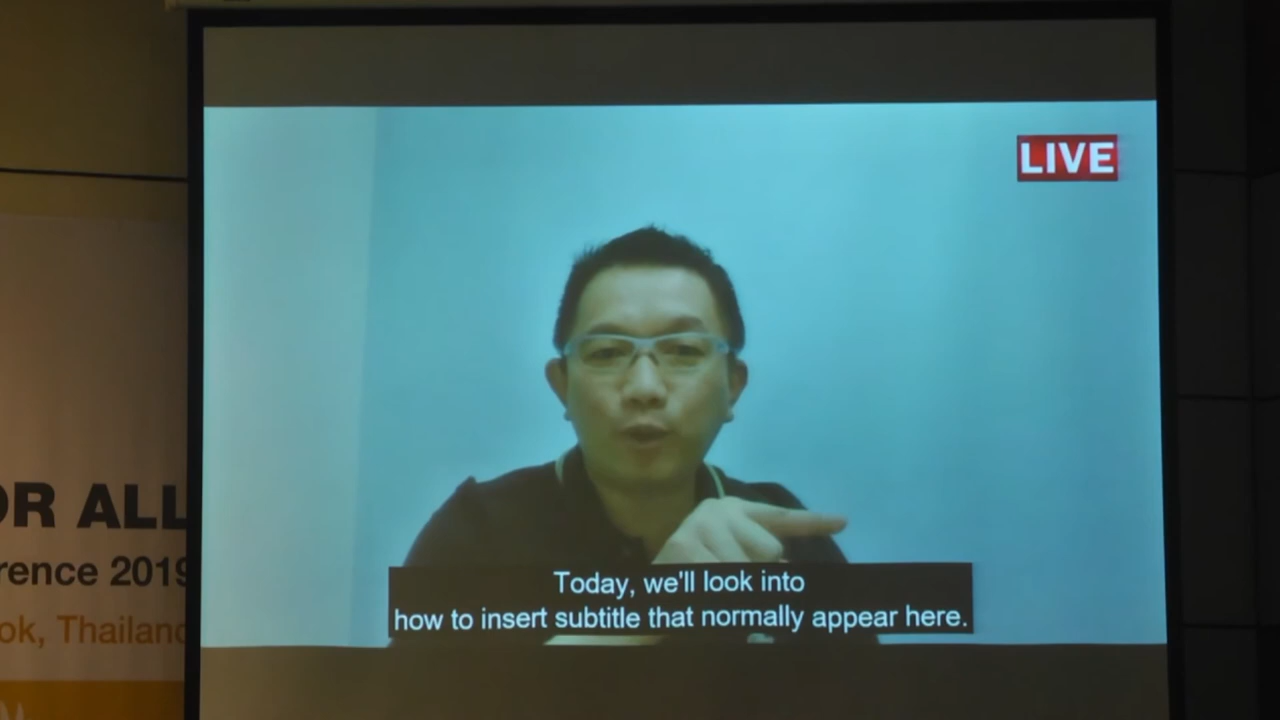 LIVE
OR ALL
rence 2019
ok, Thailand
Today, we'll look into
how to insert subtitle that normally appear here.